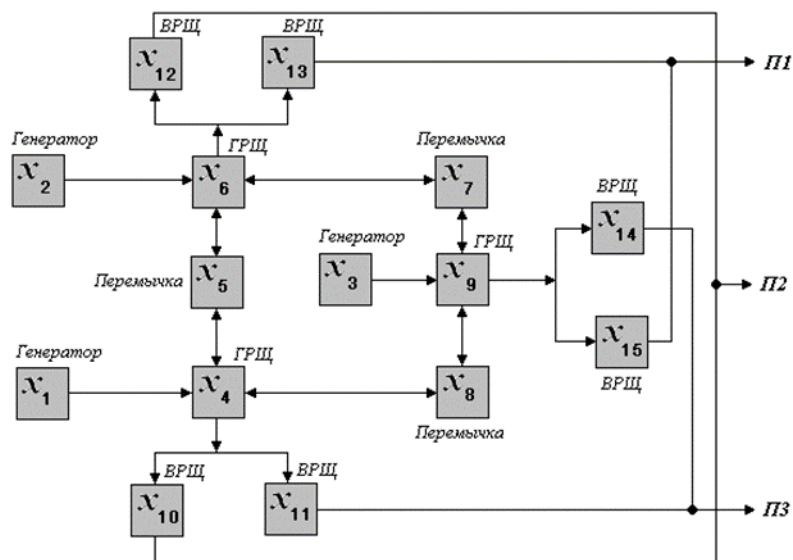 ВРЩ
ВРЩ
x12
x13
П1
Генератор
ГРЩ
Перемычка
x2
x6
x7
ВРЩ
x14
Генератор
ГРЩ
Перемычка
x5
x3
x9
П2
x15
ВРЩ
Генератор
ГРЩ
x1
x4
x8
Перемычка
ВРЩ
ВРЩ
x10
x11
П3